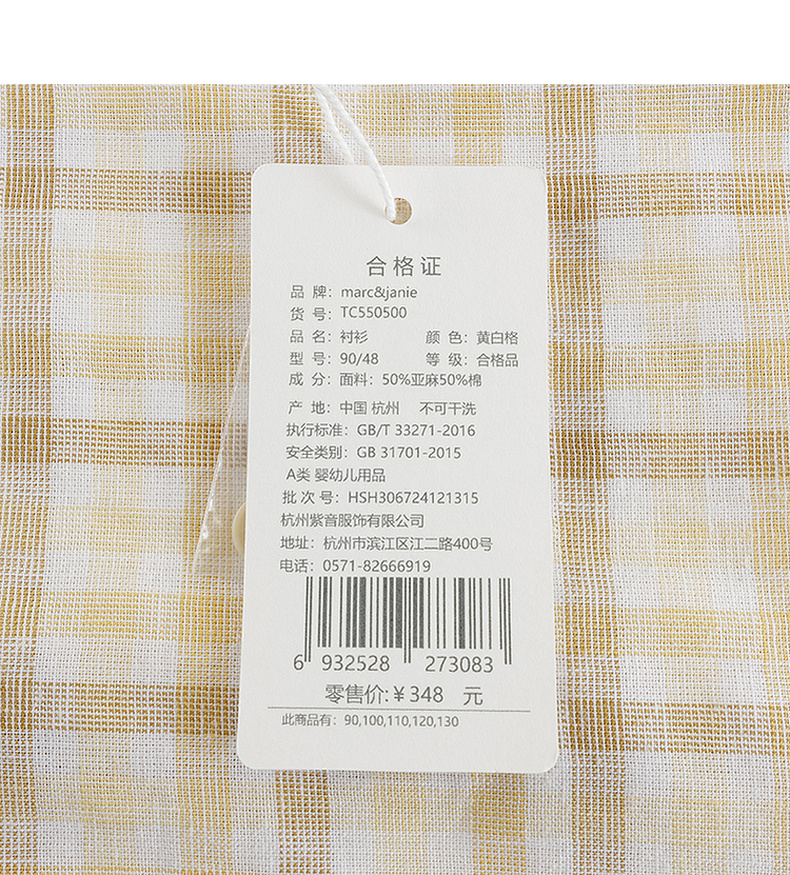 合格证
品 牌：marc&janie
货 号：TC550500
品 名：衬衫 颜 色：黄白格
型 号：90/48 等 级：合格品
成 分：面料：50%亚麻50%棉
产 地：中国 杭州 不可干洗
执行标准：GB/T 33271-2016
安全类别：GB 31701-2015
A类 婴幼儿用品
批 次 号：HSH306724121315
杭州紫音服饰有限公司
地址：杭州市滨江区江二路400号
电话：0571-82666919
6 932528 273083
零售价:￥348 元
此商品有：90,100,110,120,130